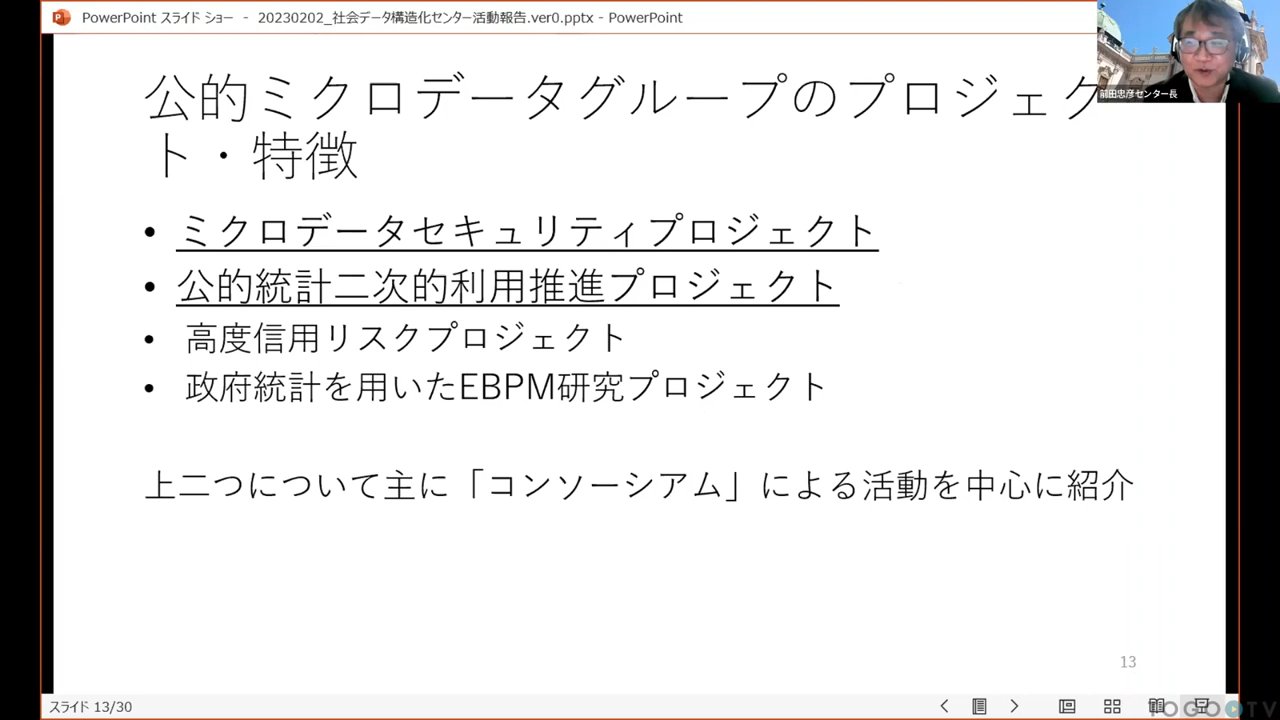 PowerPoint スライド ショー - 20230202_社会データ構造化センター活動報告.ver0.pptx - PowerPoint
前田忠彦センター長
公的ミクロデータグループのプロジェク
ト・特徴
• ミクロデータセキュリティプロジェクト
• 公的統計二次的利用推進プロジェクト
• 高度信用リスクプロジェクト
• 政府統計を用いたEBPM研究プロジェクト
上二つについて主に「コンソーシアム」による活動を中心に紹介
13
スライド 13/30
TOGOTV